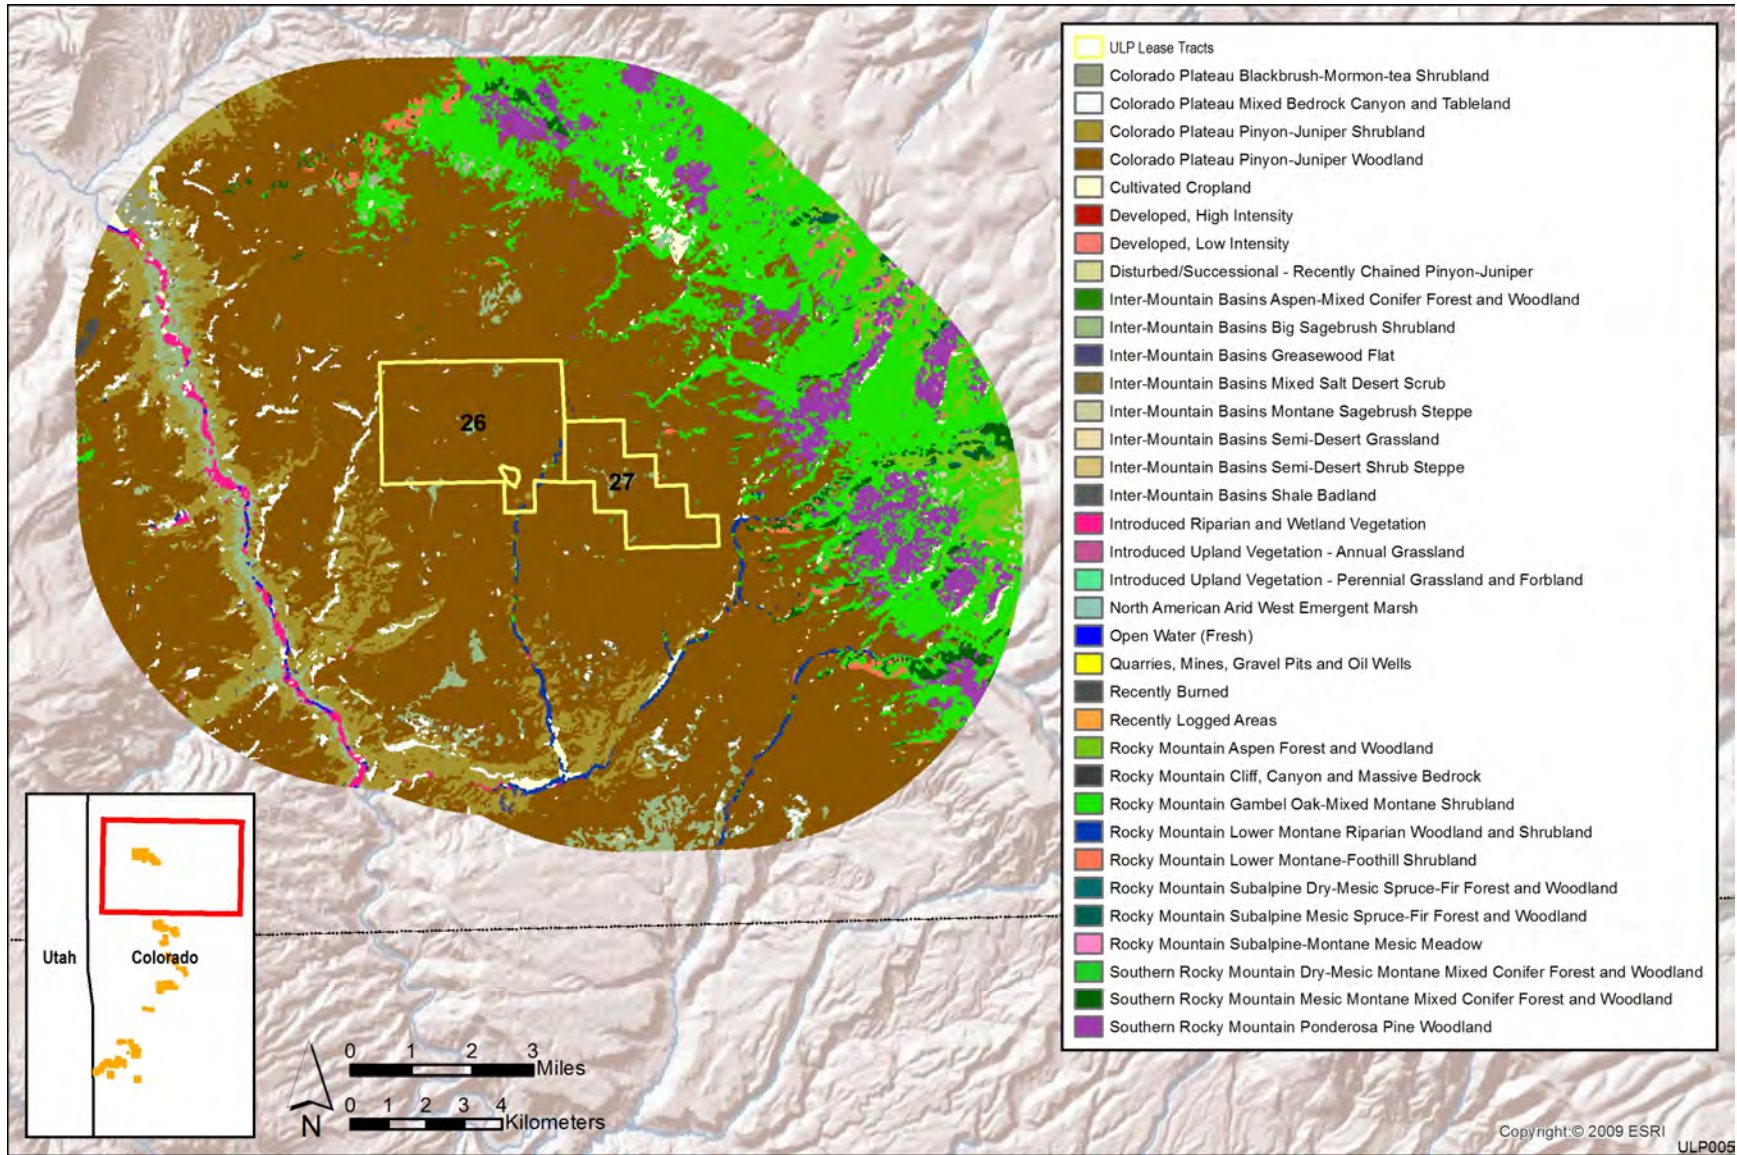 ULP Lease Tracts
Colorado Plateau Blackbrush-Mormon-tea Shrubland
Colorado Plateau Mixed Bedrock Canyon and Tableland
Colorado Plateau Pinyon-Juniper Shrubland
Colorado Plateau Pinyon-Juniper Woodland
Cultivated Cropland
Developed, High Intensity
Developed, Low Intensity
Disturbed/Successional - Recently Chained Pinyon-Juniper
Inter-Mountain Basins Aspen-Mixed Conifer Forest and Woodland
Inter-Mountain Basins Big Sagebrush Shrubland
Inter-Mountain Basins Greasewood Flat
Inter-Mountain Basins Mixed Salt Desert Scrub
Inter-Mountain Basins Montane Sagebrush Steppe
Inter-Mountain Basins Semi-Desert Grassland
Inter-Mountain Basins Semi-Desert Shrub Steppe
Inter-Mountain Basins Shale Badland
Introduced Riparian and Wetland Vegetation
Introduced Upland Vegetation - Annual Grassland
Introduced Upland Vegetation - Perennial Grassland and Forbland
North American Arid West Emergent Marsh
Open Water (Fresh)
Quarries, Mines, Gravel Pits and Oil Wells
Recently Burned
Recently Logged Areas
Rocky Mountain Aspen Forest and Woodland
Rocky Mountain Cliff, Canyon and Massive Bedrock
Rocky Mountain Gambel Oak-Mixed Montane Shrubland
Rocky Mountain Lower Montane Riparian Woodland and Shrubland
Rocky Mountain Lower Montane-Foothill Shrubland
Rocky Mountain Subalpine Dry-Mesic Spruce-Fir Forest and Woodland
Rocky Mountain Subalpine Mesic Spruce-Fir Forest and Woodland
Rocky Mountain Subalpine-Montane Mesic Meadow
Southern Rocky Mountain Dry-Mesic Montane Mixed Conifer Forest and Woodland
Southern Rocky Mountain Mesic Montane Mixed Conifer Forest and Woodland
Southern Rocky Mountain Ponderosa Pine Woodland
26
27
Utah
Colorado
N
0 1 2 3
Miles
0 1 2 3 4
Kilometers
Copyright:© 2009 ESRI
ULP005